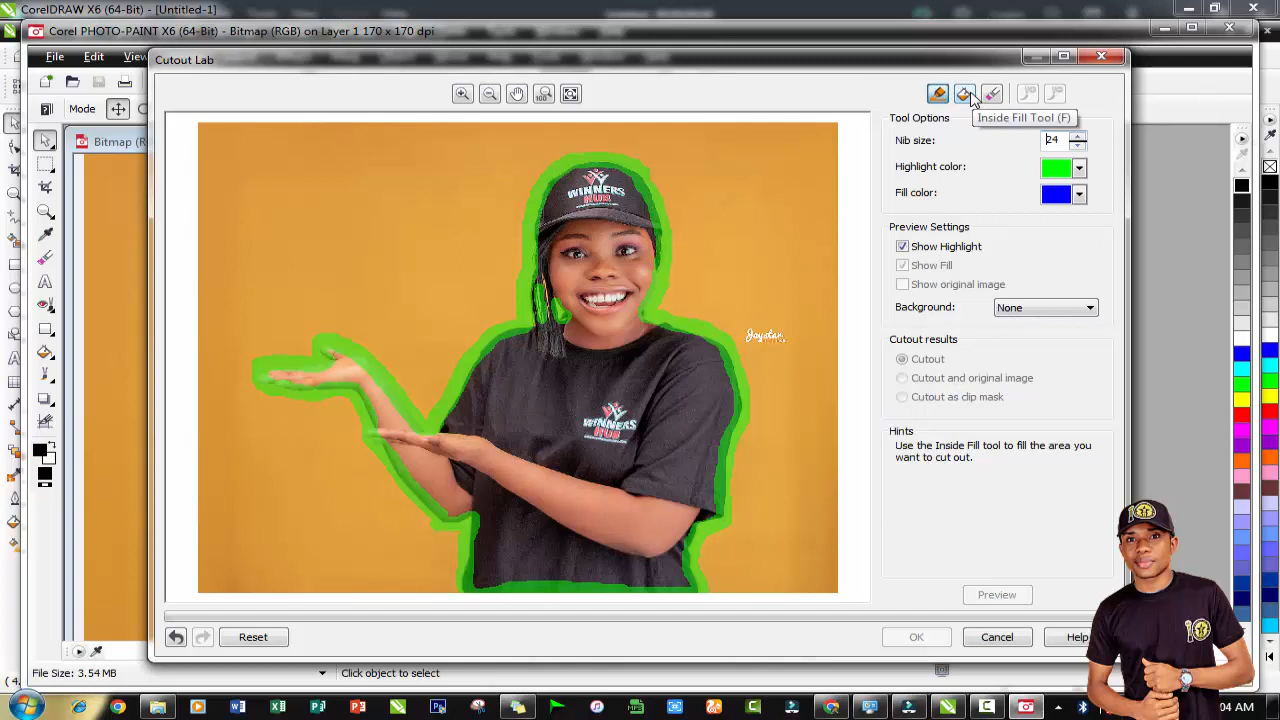 CorelDRAW X6 (64-Bit) - [Untitled-1]
Corel PHOTO-PAINT X6 (64-Bit) - Bitmap (RGB) on Layer 1 170 x 170 dpi
File Edit View
Cutout Lab
Mode
Bitmap (R
100%
Inside Fill Tool (F)
Tool Options
Nib size: 24
Highlight color:
Fill color:
Preview Settings
Show Highlight
Show Fill
Show original image
Background: None
Cutout results
Cutout
Cutout and original image
Cutout as clip mask
Hints
Use the Inside Fill tool to fill the area you
want to cut out.
Preview
WINNERS
HUB
Joystar
WINNERS
HUB
Reset
OK
Cancel
Help
File Size: 3.54 MB
Click object to select
:04 AM